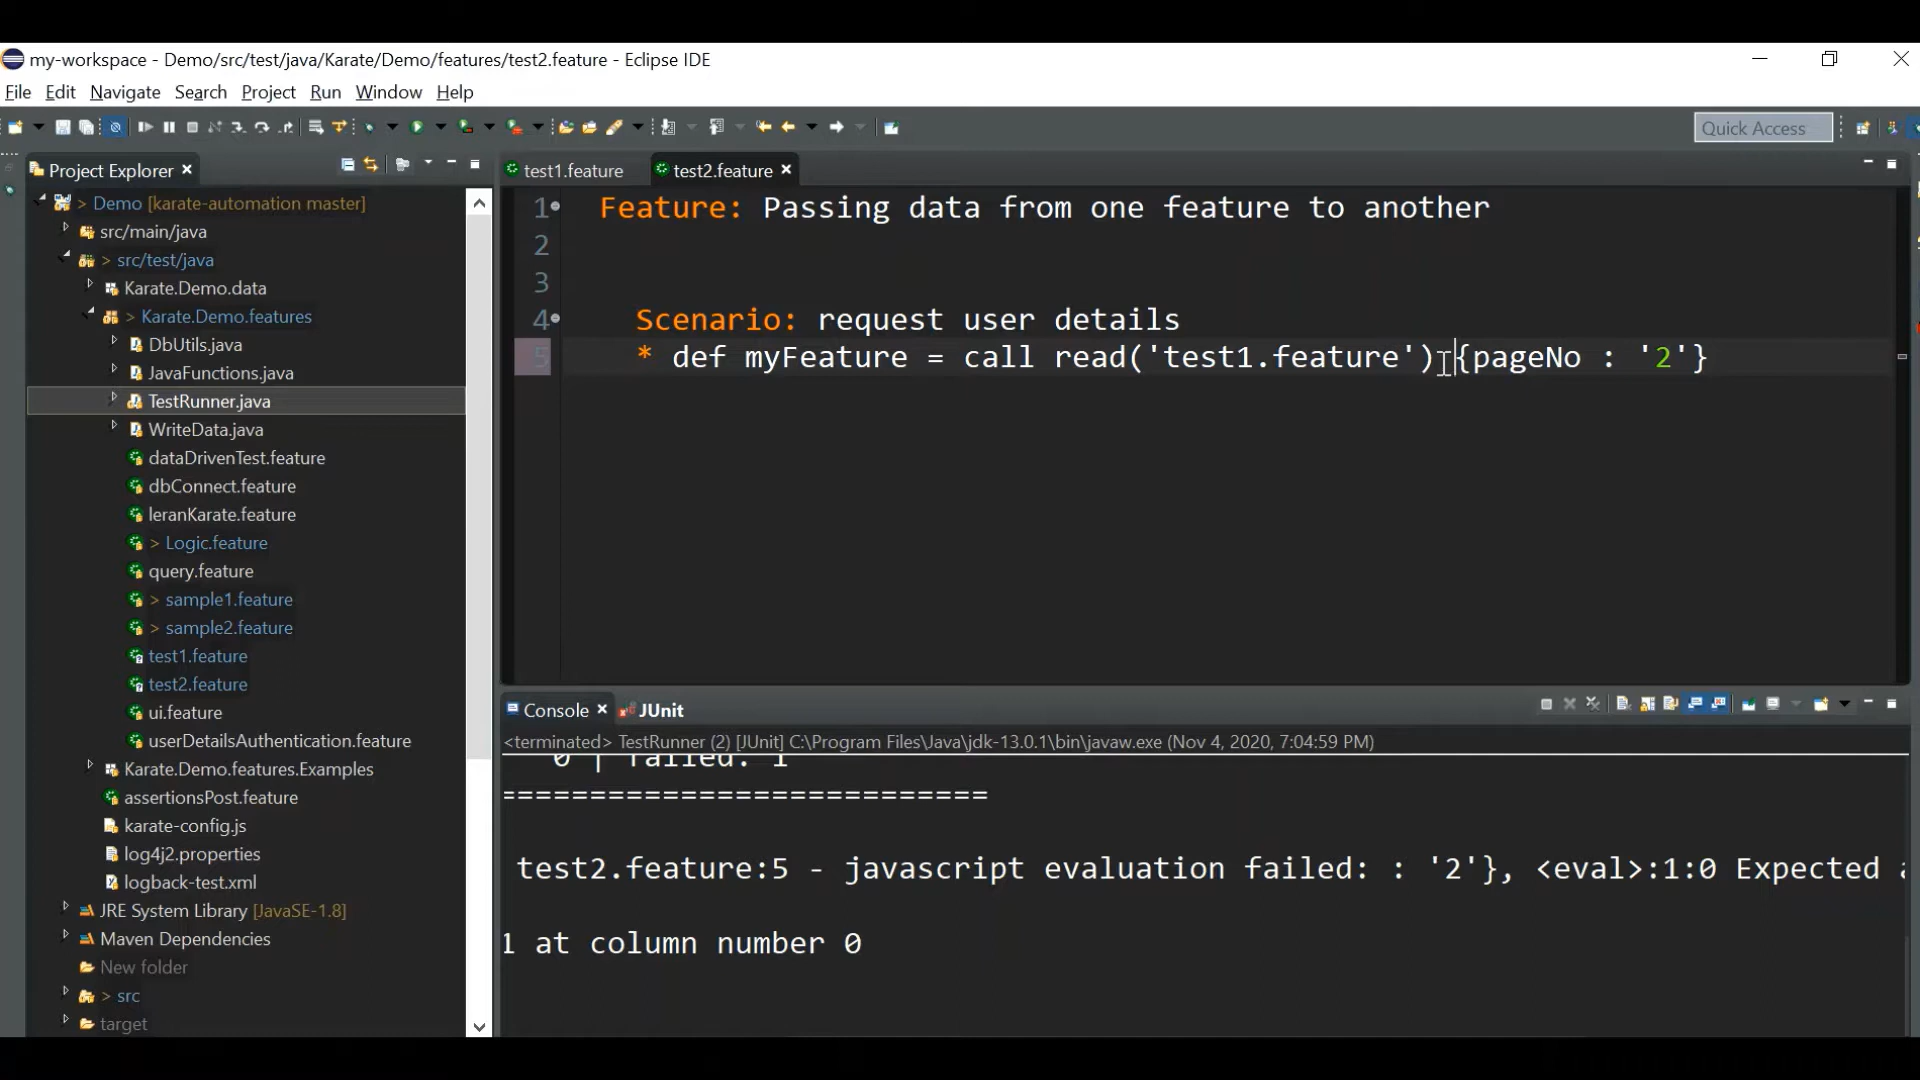 my-workspace - Demo/src/test/java/Karate/Demo/features/test2.feature - Eclipse IDE
File Edit Navigate Search Project Run Window Help
Quick Access
Project Explorer
> Demo [karate-automation master]
src/main/java
> src/test/java
Karate.Demo.data
> Karate.Demo.features
DbUtils.java
JavaFunctions.java
TestRunner.java
WriteData.java
dataDrivenTest.feature
dbConnect.feature
leranKarate.feature
> Logic.feature
query.feature
> sample1.feature
> sample2.feature
test1.feature
test2.feature
ui.feature
userDetailsAuthentication.feature
Karate.Demo.features.Examples
assertionsPost.feature
karate-config.js
log4j2.properties
logback-test.xml
JRE System Library [JavaSE-1.8]
Maven Dependencies
New folder
> src
target
test1.feature test2.feature
1 Feature: Passing data from one feature to another
2
3
4 Scenario: request user details
5 * def myFeature = call read('test1.feature') {pageNo : '2'}
Console JUnit
<terminated> TestRunner (2) [JUnit] C:\Program Files\Java\jdk-13.0.1\bin\javaw.exe (Nov 4, 2020, 7:04:59 PM)
0 | failed: 1
===========================
test2.feature:5 - javascript evaluation failed: : '2'}, <eval>:1:0 Expected
1 at column number 0